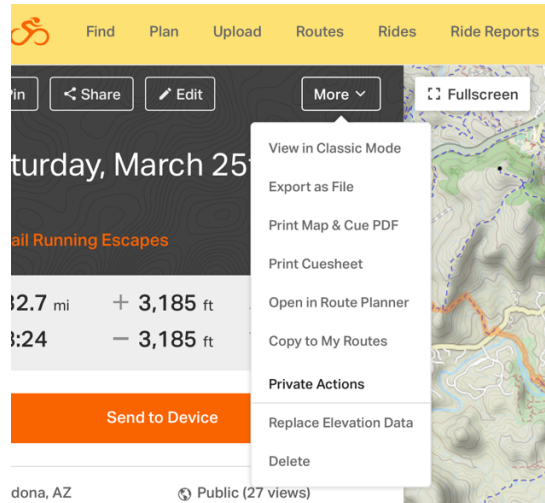 Find Plan Upload Routes Rides Ride Reports
Share Edit More Fullscreen
View in Classic Mode
Export as File
Print Map & Cue PDF
Print Cuesheet
Open in Route Planner
Copy to My Routes
Private Actions
Replace Elevation Data
Delete
turday, March 25
ail Running Escapes
32.7 mi + 3,185 ft
:24 − 3,185 ft
Send to Device
dona, AZ Public (27 views)